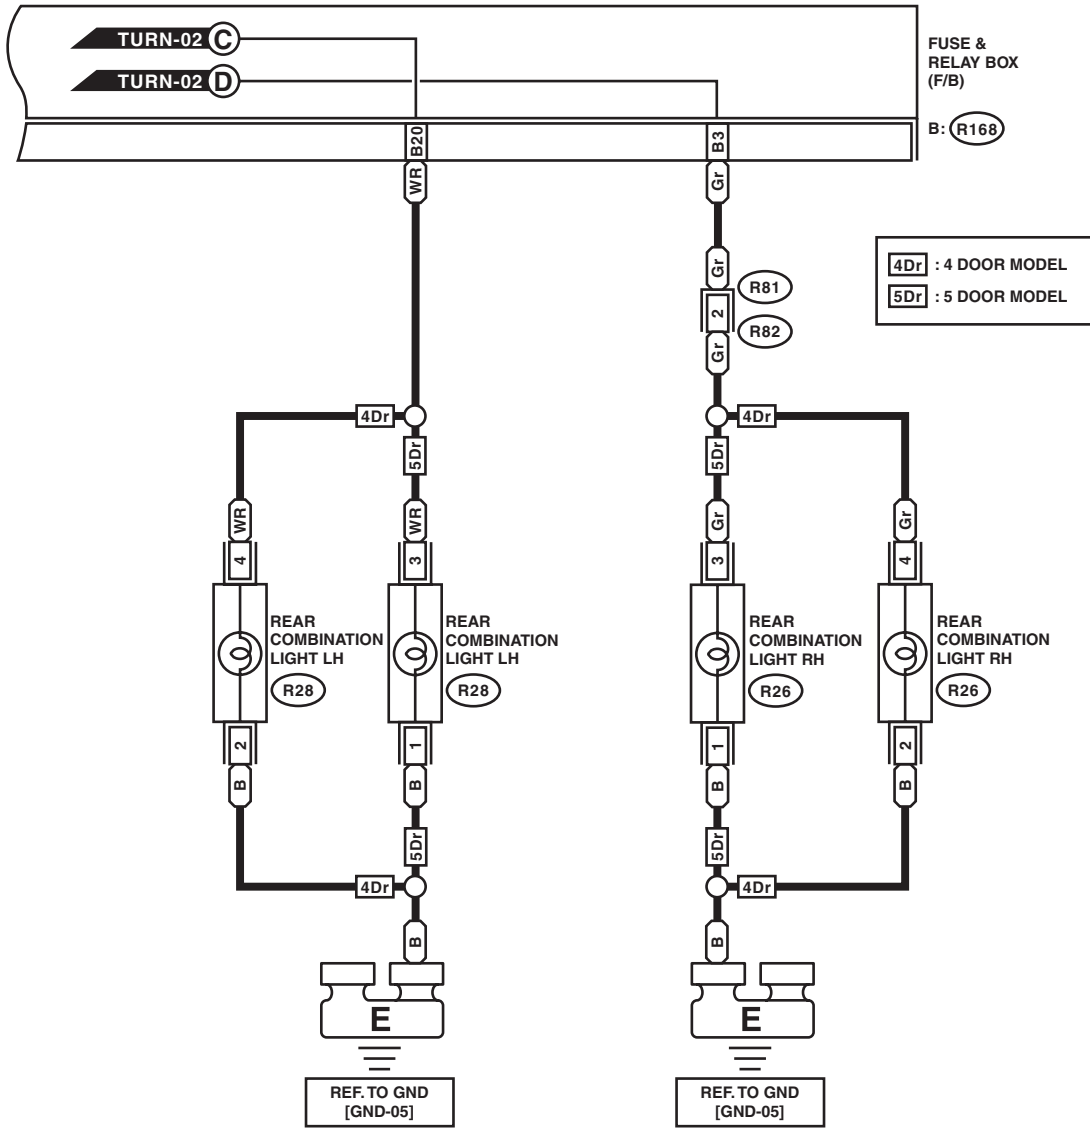 TURN-02 C
TURN-02 D
FUSE &
RELAY BOX
(F/B)
B: R168
B20
B3
WR
Gr
4Dr : 4 DOOR MODEL
5Dr : 5 DOOR MODEL
Gr
R81
2
R82
Gr
4Dr
4Dr
5Dr
5Dr
WR
WR
Gr
Gr
4
3
3
4
REAR
COMBINATION
LIGHT LH
R28
REAR
COMBINATION
LIGHT LH
R28
REAR
COMBINATION
LIGHT RH
R26
REAR
COMBINATION
LIGHT RH
R26
2
1
1
2
B
B
B
B
5Dr
5Dr
4Dr
4Dr
B
B
E
E
REF. TO GND
[GND-05]
REF. TO GND
[GND-05]